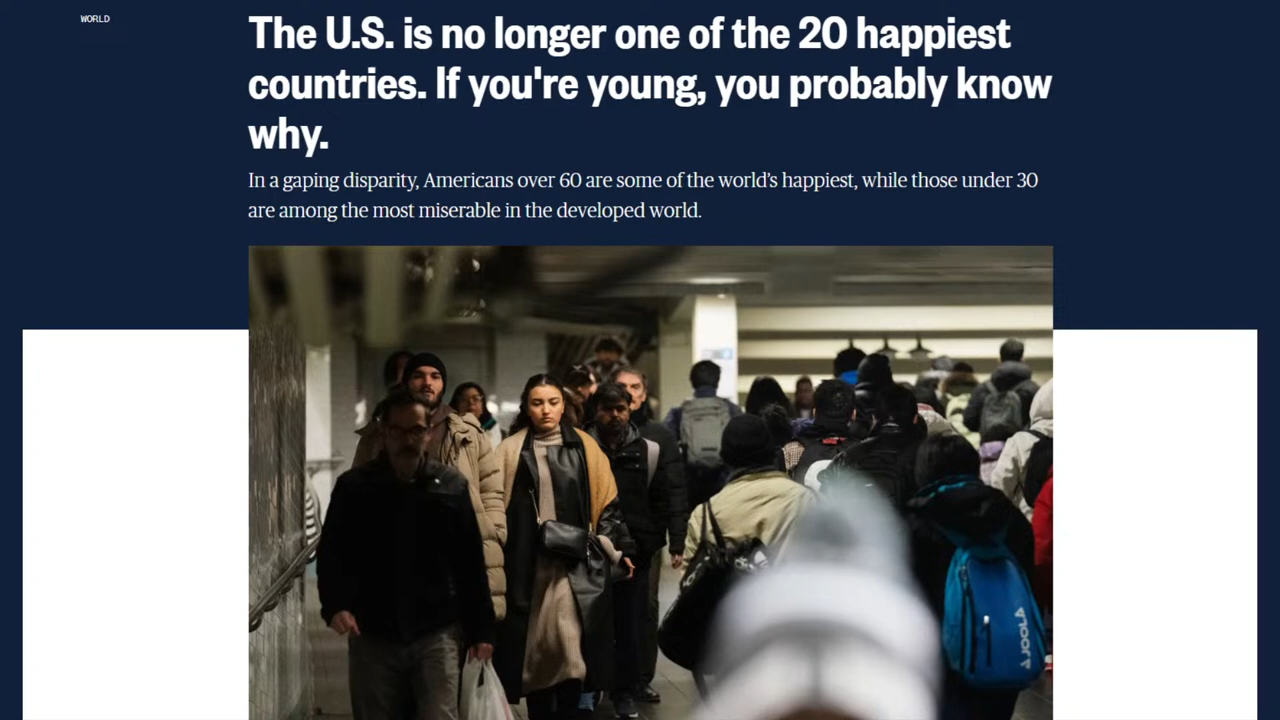 WORLD
The U.S. is no longer one of the 20 happiest
countries. If you're young, you probably know
why.
In a gaping disparity, Americans over 60 are some of the world’s happiest, while those under 30
are among the most miserable in the developed world.